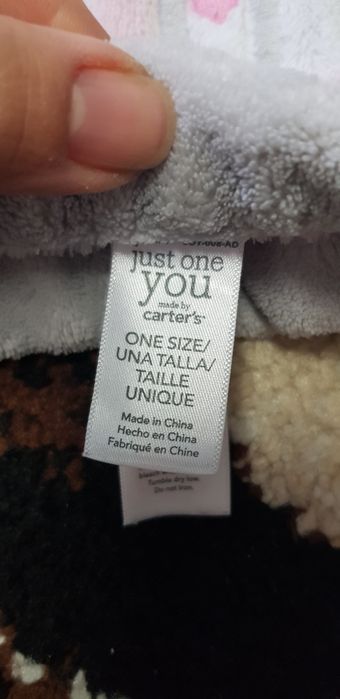 just one
you
made by
carter's
ONE SIZE/
UNA TALLA/
TAILLE
UNIQUE
Made in China
Hecho en China
Fabriqué en Chine
Tumble dry low.
Do not iron.